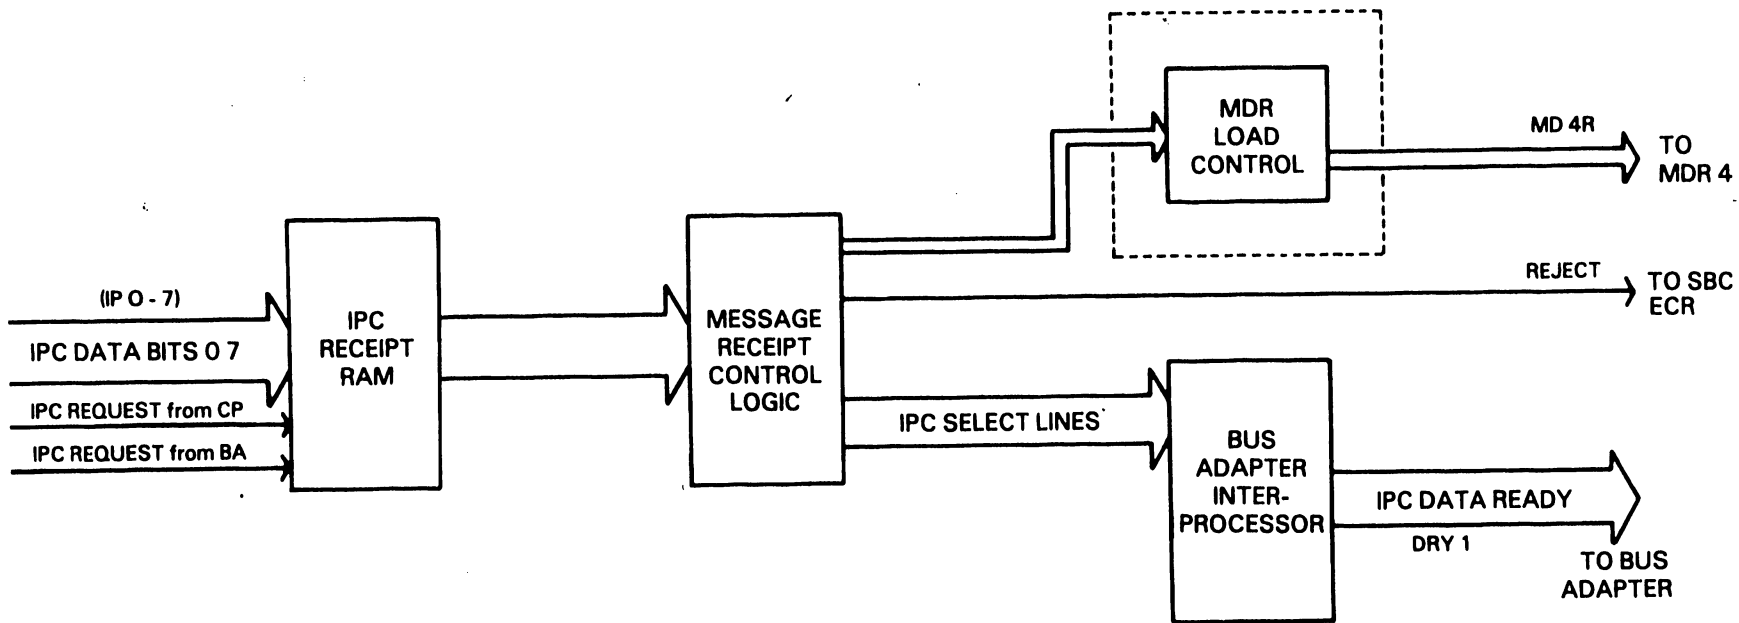 MDR
LOAD
CONTROL
MD 4R
TO
MDR 4
(IP 0 - 7)
IPC DATA BITS 0 7
IPC REQUEST from CP
IPC REQUEST from BA
IPC
RECEIPT
RAM
MESSAGE
RECEIPT
CONTROL
LOGIC
REJECT
TO SBC
ECR
IPC SELECT LINES
BUS
ADAPTER
INTER-
PROCESSOR
IPC DATA READY
DRY 1
TO BUS
ADAPTER